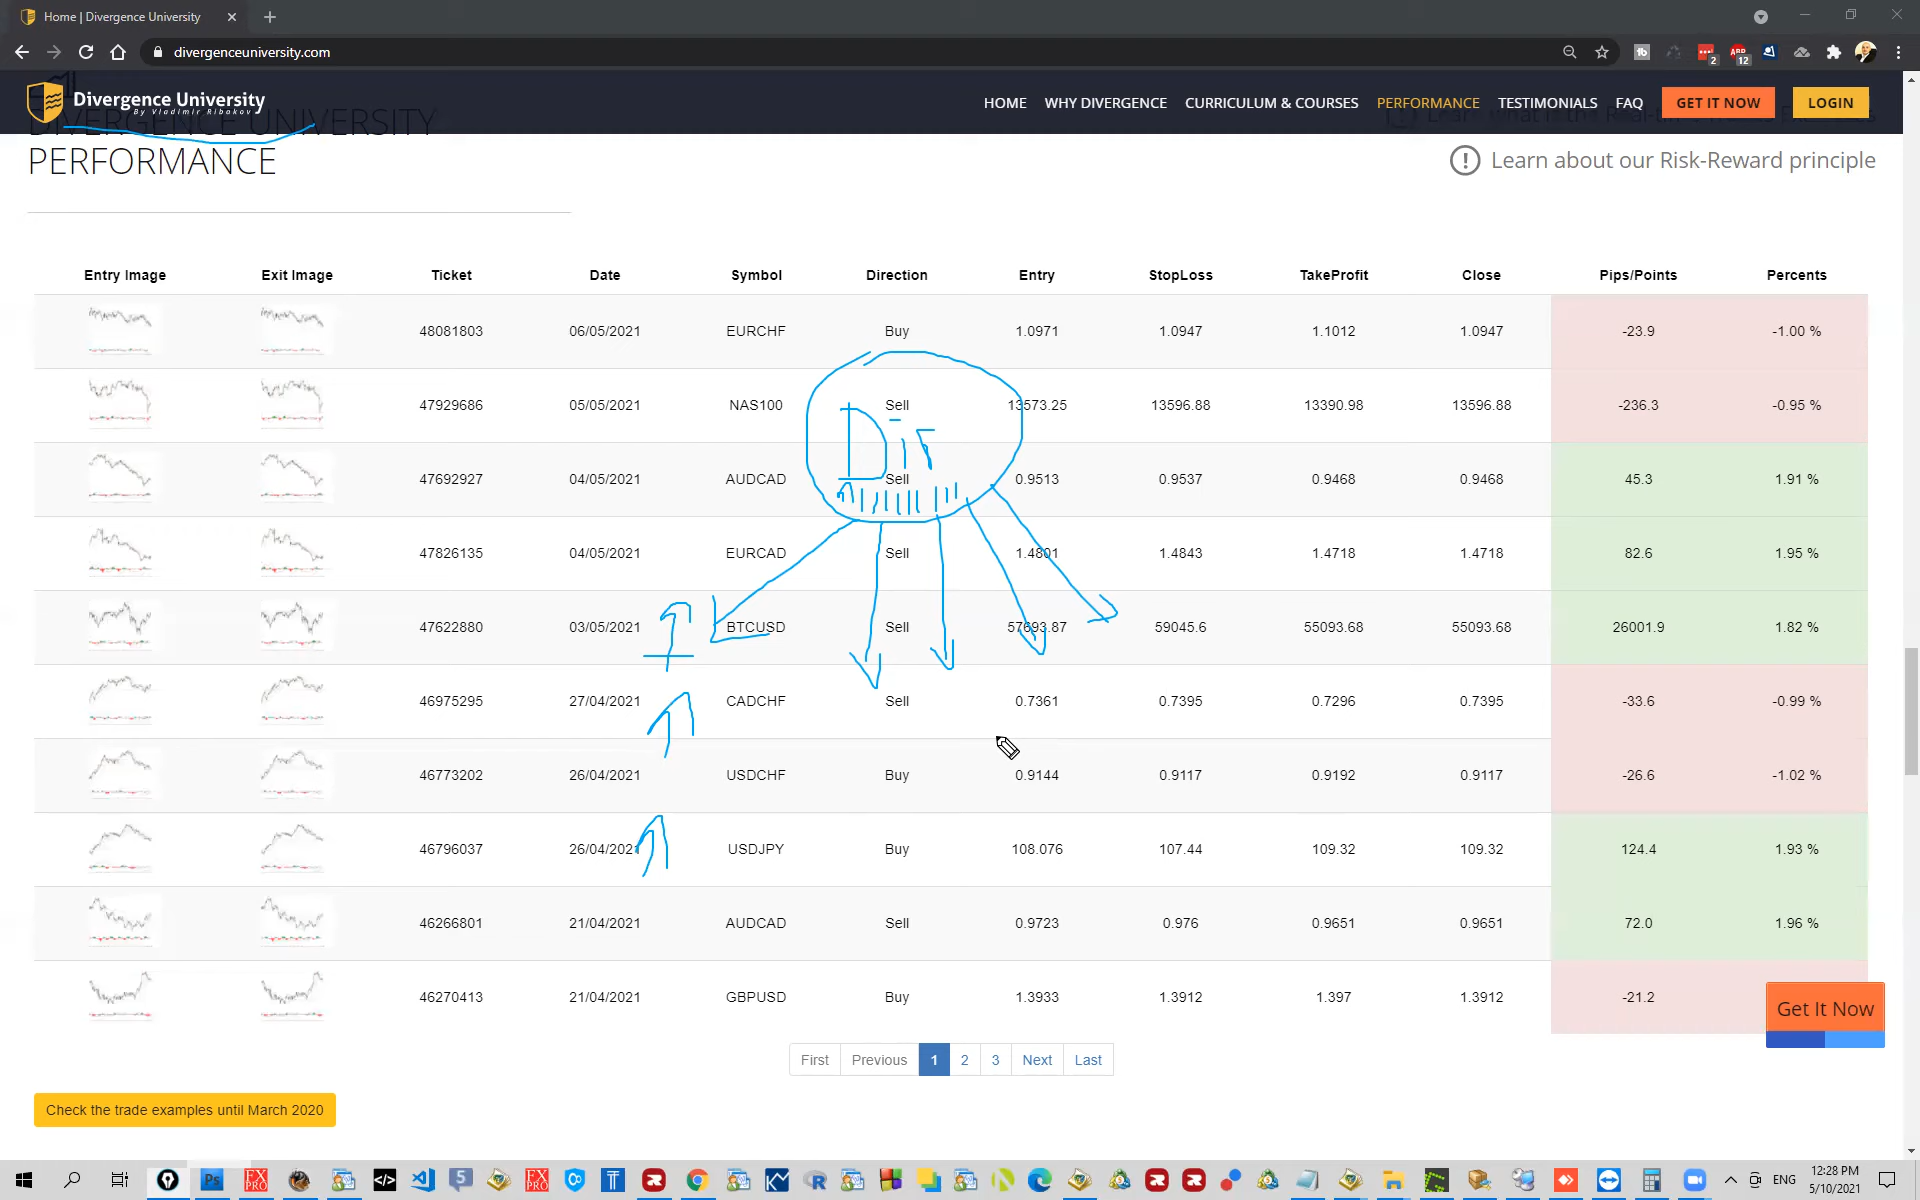 Home | Divergence University
divergenceuniversity.com
2
ABP
12
Divergence University
By Vladimir Ribakov
HOME WHY DIVERGENCE CURRICULUM & COURSES PERFORMANCE TESTIMONIALS FAQ GET IT NOW LOGIN
DIVERGENCE UNIVERSITY
PERFORMANCE
Learn about our Risk-Reward principle
Entry Image Exit Image Ticket Date Symbol Direction Entry StopLoss TakeProfit Close Pips/Points Percents
48081803 06/05/2021 EURCHF Buy 1.0971 1.0947 1.1012 1.0947 -23.9 -1.00 %
47929686 05/05/2021 NAS100 Sell 13573.25 13596.88 13390.98 13596.88 -236.3 -0.95 %
47692927 04/05/2021 AUDCAD Sell 0.9513 0.9537 0.9468 0.9468 45.3 1.91 %
47826135 04/05/2021 EURCAD Sell 1.4801 1.4843 1.4718 1.4718 82.6 1.95 %
47622880 03/05/2021 BTCUSD Sell 57693.87 59045.6 55093.68 55093.68 26001.9 1.82 %
46975295 27/04/2021 CADCHF Sell 0.7361 0.7395 0.7296 0.7395 -33.6 -0.99 %
46773202 26/04/2021 USDCHF Buy 0.9144 0.9117 0.9192 0.9117 -26.6 -1.02 %
46796037 26/04/2021 USDJPY Buy 108.076 107.44 109.32 109.32 124.4 1.93 %
46266801 21/04/2021 AUDCAD Sell 0.9723 0.976 0.9651 0.9651 72.0 1.96 %
46270413 21/04/2021 GBPUSD Buy 1.3933 1.3912 1.397 1.3912 -21.2
Get It Now
First Previous 1 2 3 Next Last
Check the trade examples until March 2020
Ps
FX
PRO
5
FX
PRO
R
ENG
12:28 PM
5/10/2021